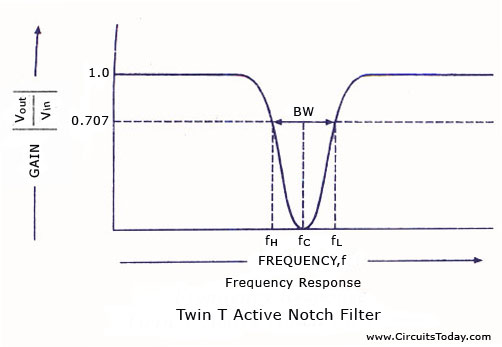 1.0
BW
|Vout / Vin|
0.707
GAIN
fH fC fL
FREQUENCY,f
Frequency Response
Twin T Active Notch Filter
www.CircuitsToday.com